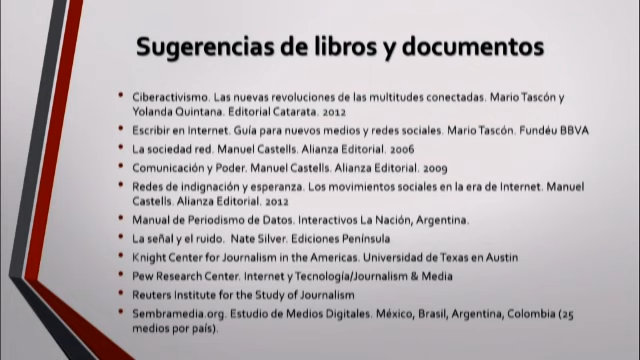 Sugerencias de libros y documentos
• Ciberactivismo. Las nuevas revoluciones de las multitudes conectadas. Mario Tascón y
Yolanda Quintana. Editorial Catarata. 2012
• Escribir en Internet. Guía para nuevos medios y redes sociales. Mario Tascón. Fundéu BBVA
• La sociedad red. Manuel Castells. Alianza Editorial. 2006
• Comunicación y Poder. Manuel Castells. Alianza Editorial. 2009
• Redes de indignación y esperanza. Los movimientos sociales en la era de Internet. Manuel
Castells. Alianza Editorial. 2012
• Manual de Periodismo de Datos. Interactivos La Nación, Argentina.
• La señal y el ruido. Nate Silver. Ediciones Península
• Knight Center for Journalism in the Americas. Universidad de Texas en Austin
• Pew Research Center. Internet y Tecnología/Journalism & Media
• Reuters Institute for the Study of Journalism
• Sembramedia.org. Estudio de Medios Digitales. México, Brasil, Argentina, Colombia (25
medios por país).